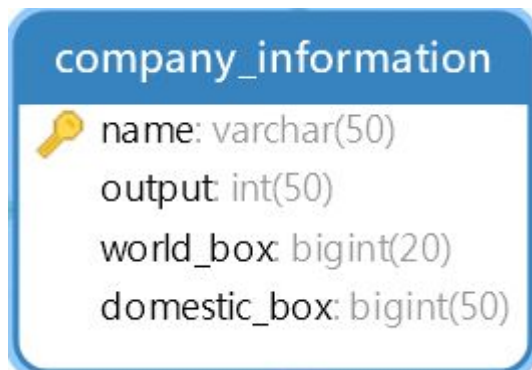 company_information
name: varchar(50)
output: int(50)
world_box: bigint(20)
domestic_box: bigint(50)